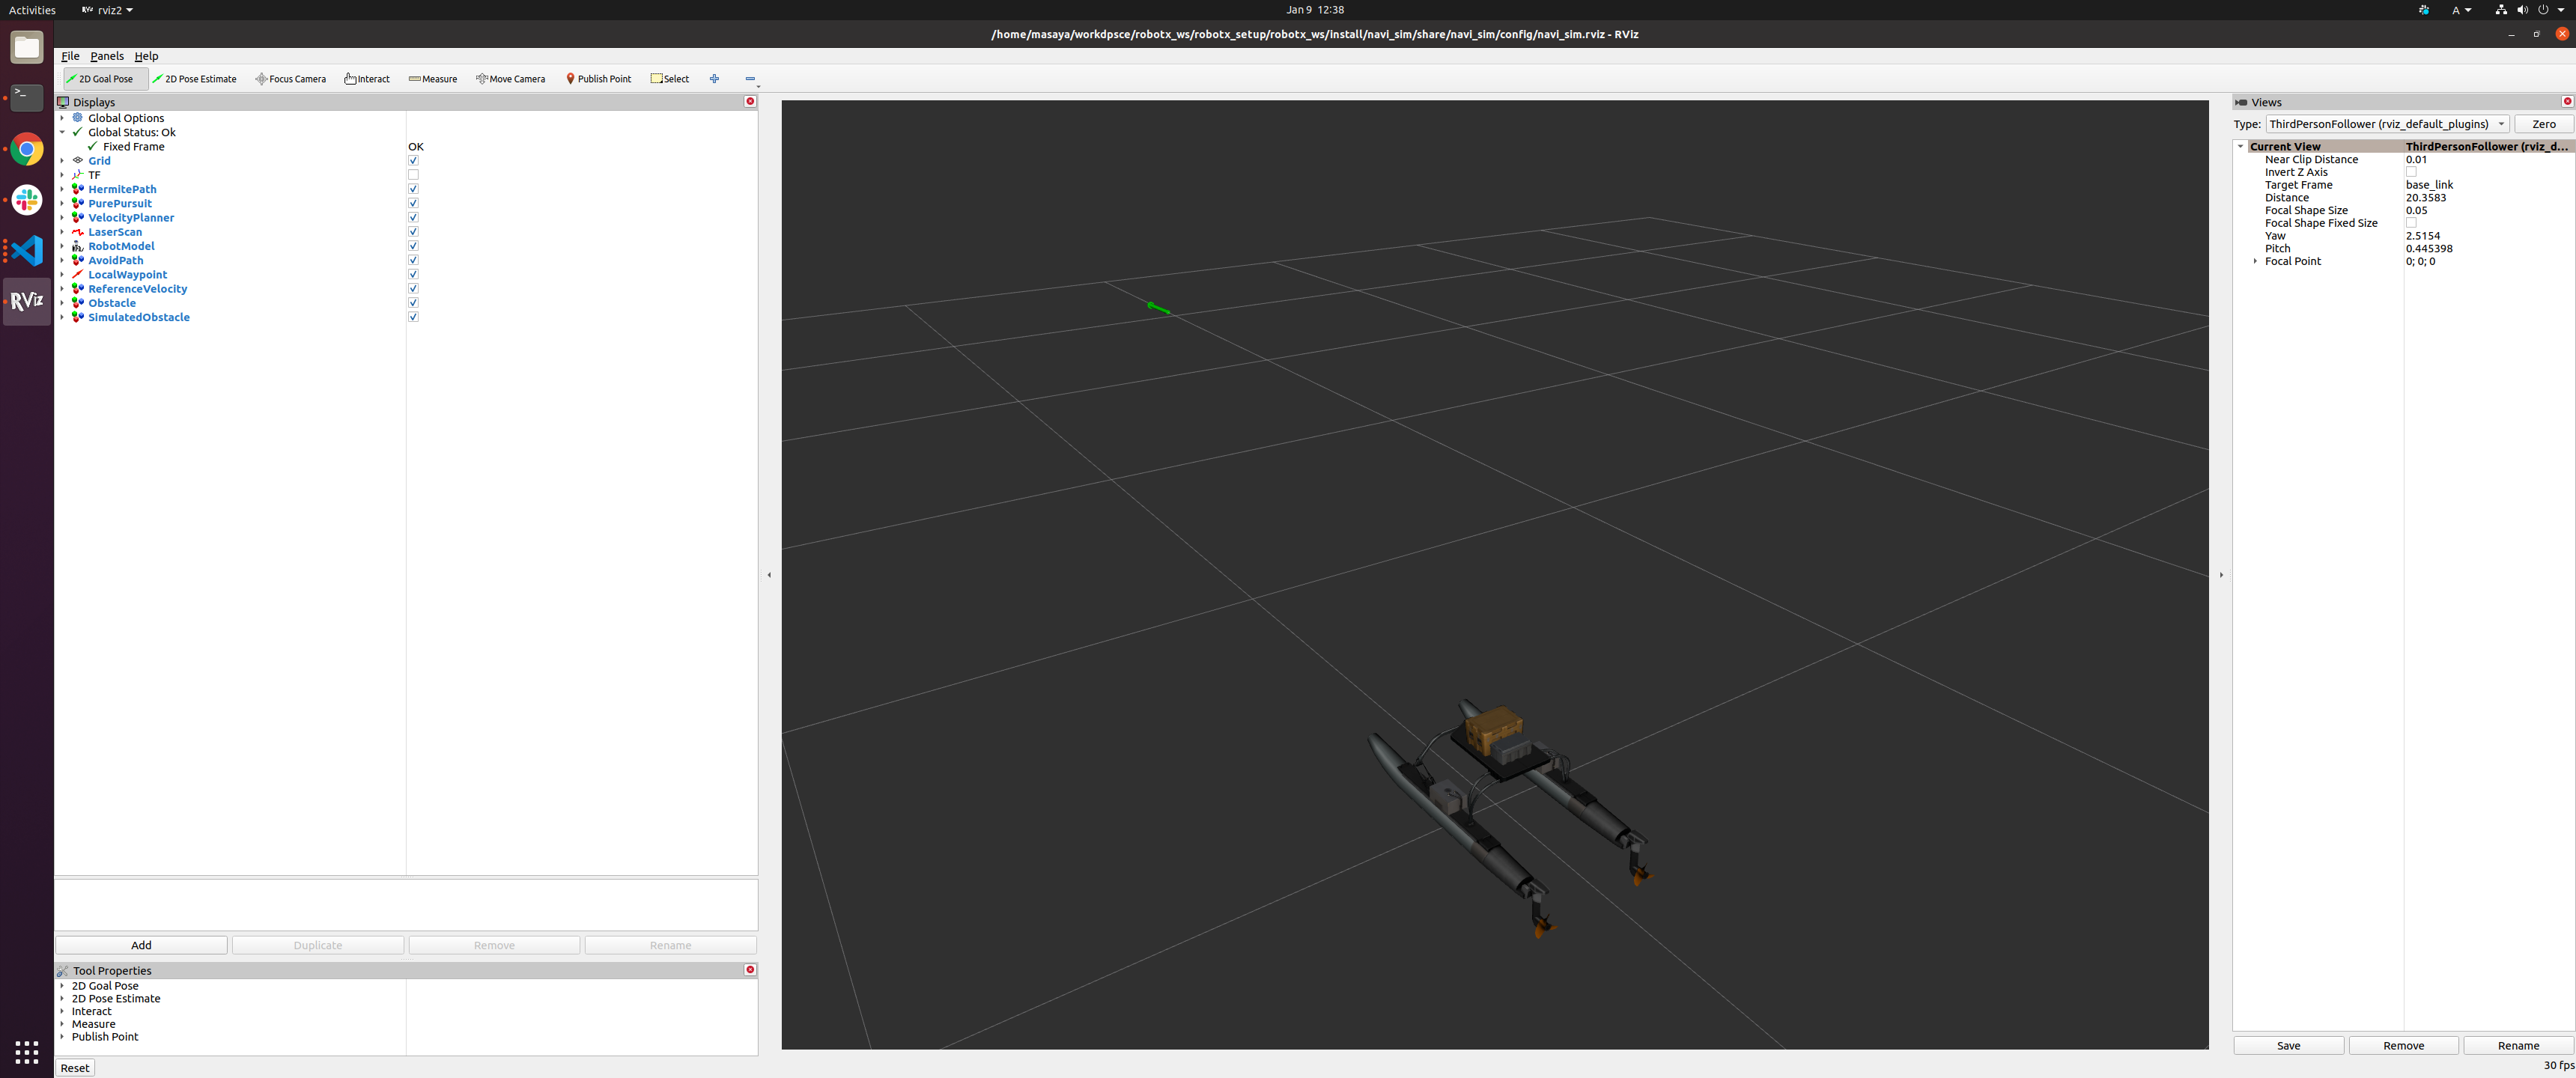 Activities RViz rviz2 Jan 9 12:38 A
/home/masaya/workdpsce/robotx_ws/robotx_setup/robotx_ws/install/navi_sim/share/navi_sim/config/navi_sim.rviz - RViz
File Panels Help
2D Goal Pose 2D Pose Estimate Focus Camera Interact Measure Move Camera Publish Point Select
Displays
Global Options
Global Status: Ok
Fixed Frame OK
Grid
TF
HermitePath
PurePursuit
VelocityPlanner
LaserScan
RobotModel
AvoidPath
LocalWaypoint
ReferenceVelocity
Obstacle
SimulatedObstacle
Add Duplicate Remove Rename
Tool Properties
2D Goal Pose
2D Pose Estimate
Interact
Measure
Publish Point
Reset
RViz
Views
Type: ThirdPersonFollower (rviz_default_plugins) Zero
Current View ThirdPersonFollower (rviz_d...
Near Clip Distance 0.01
Invert Z Axis
Target Frame base_link
Distance 20.3583
Focal Shape Size 0.05
Focal Shape Fixed Size
Yaw 2.5154
Pitch 0.445398
Focal Point 0; 0; 0
Save Remove Rename
30 fps